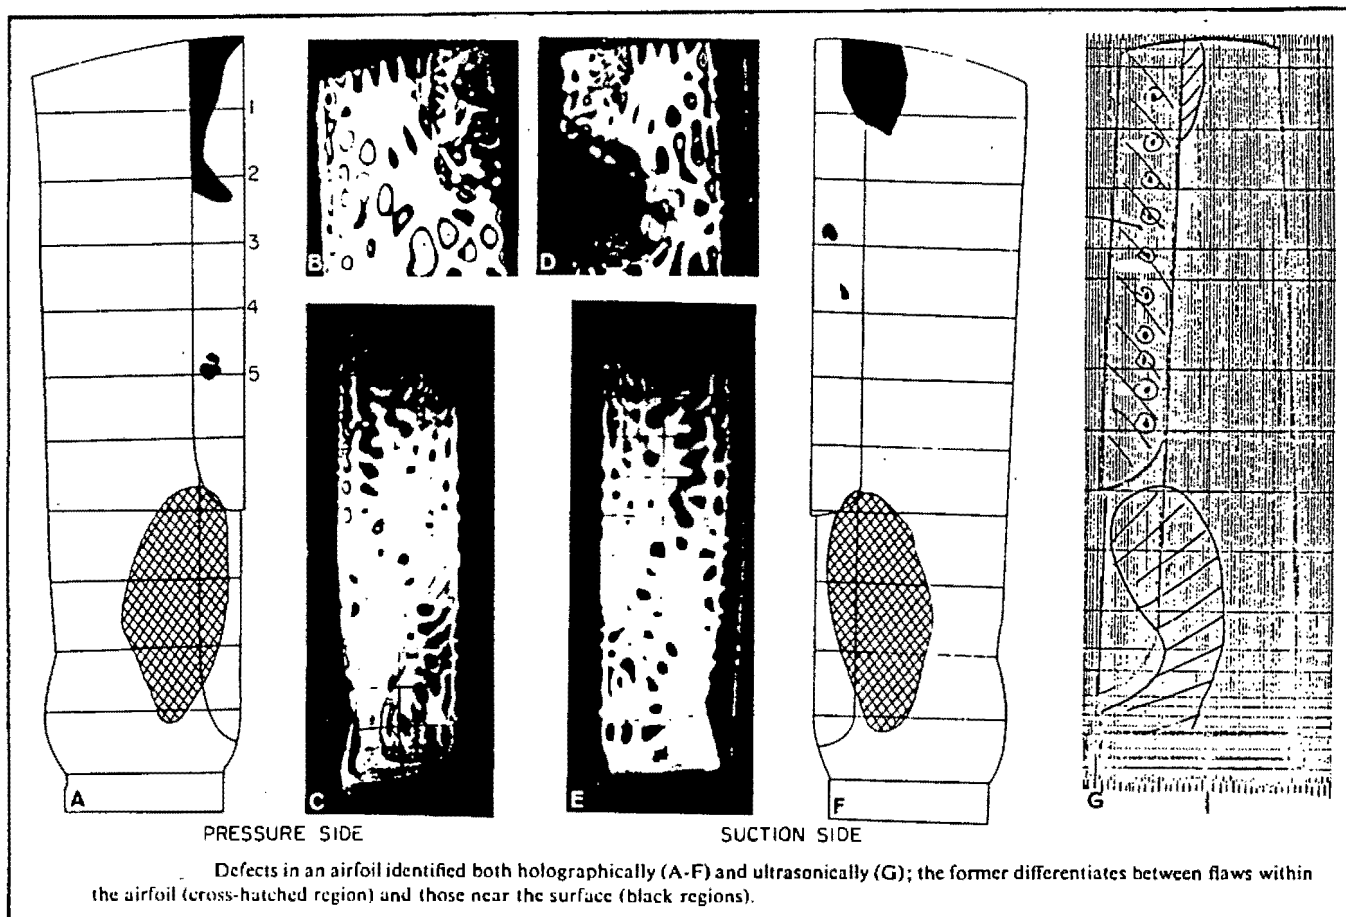 1
2
3
4
5
B
D
A
C
E
F
G
PRESSURE SIDE
SUCTION SIDE
Defects in an airfoil identified both holographically (A-F) and ultrasonically (G); the former differentiates between flaws within
the airfoil (cross-hatched region) and those near the surface (black regions).